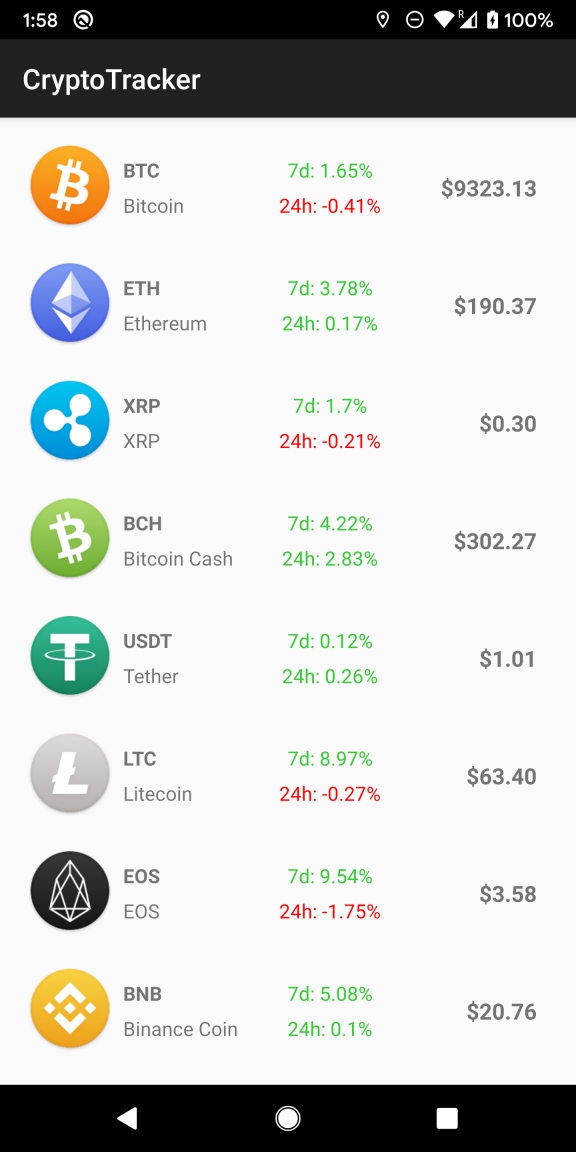 1:58
R
100%
CryptoTracker
BTC
Bitcoin
7d: 1.65%
24h: -0.41%
$9323.13
ETH
Ethereum
7d: 3.78%
24h: 0.17%
$190.37
XRP
XRP
7d: 1.7%
24h: -0.21%
$0.30
BCH
Bitcoin Cash
7d: 4.22%
24h: 2.83%
$302.27
USDT
Tether
7d: 0.12%
24h: 0.26%
$1.01
LTC
Litecoin
7d: 8.97%
24h: -0.27%
$63.40
EOS
EOS
7d: 9.54%
24h: -1.75%
$3.58
BNB
Binance Coin
7d: 5.08%
24h: 0.1%
$20.76